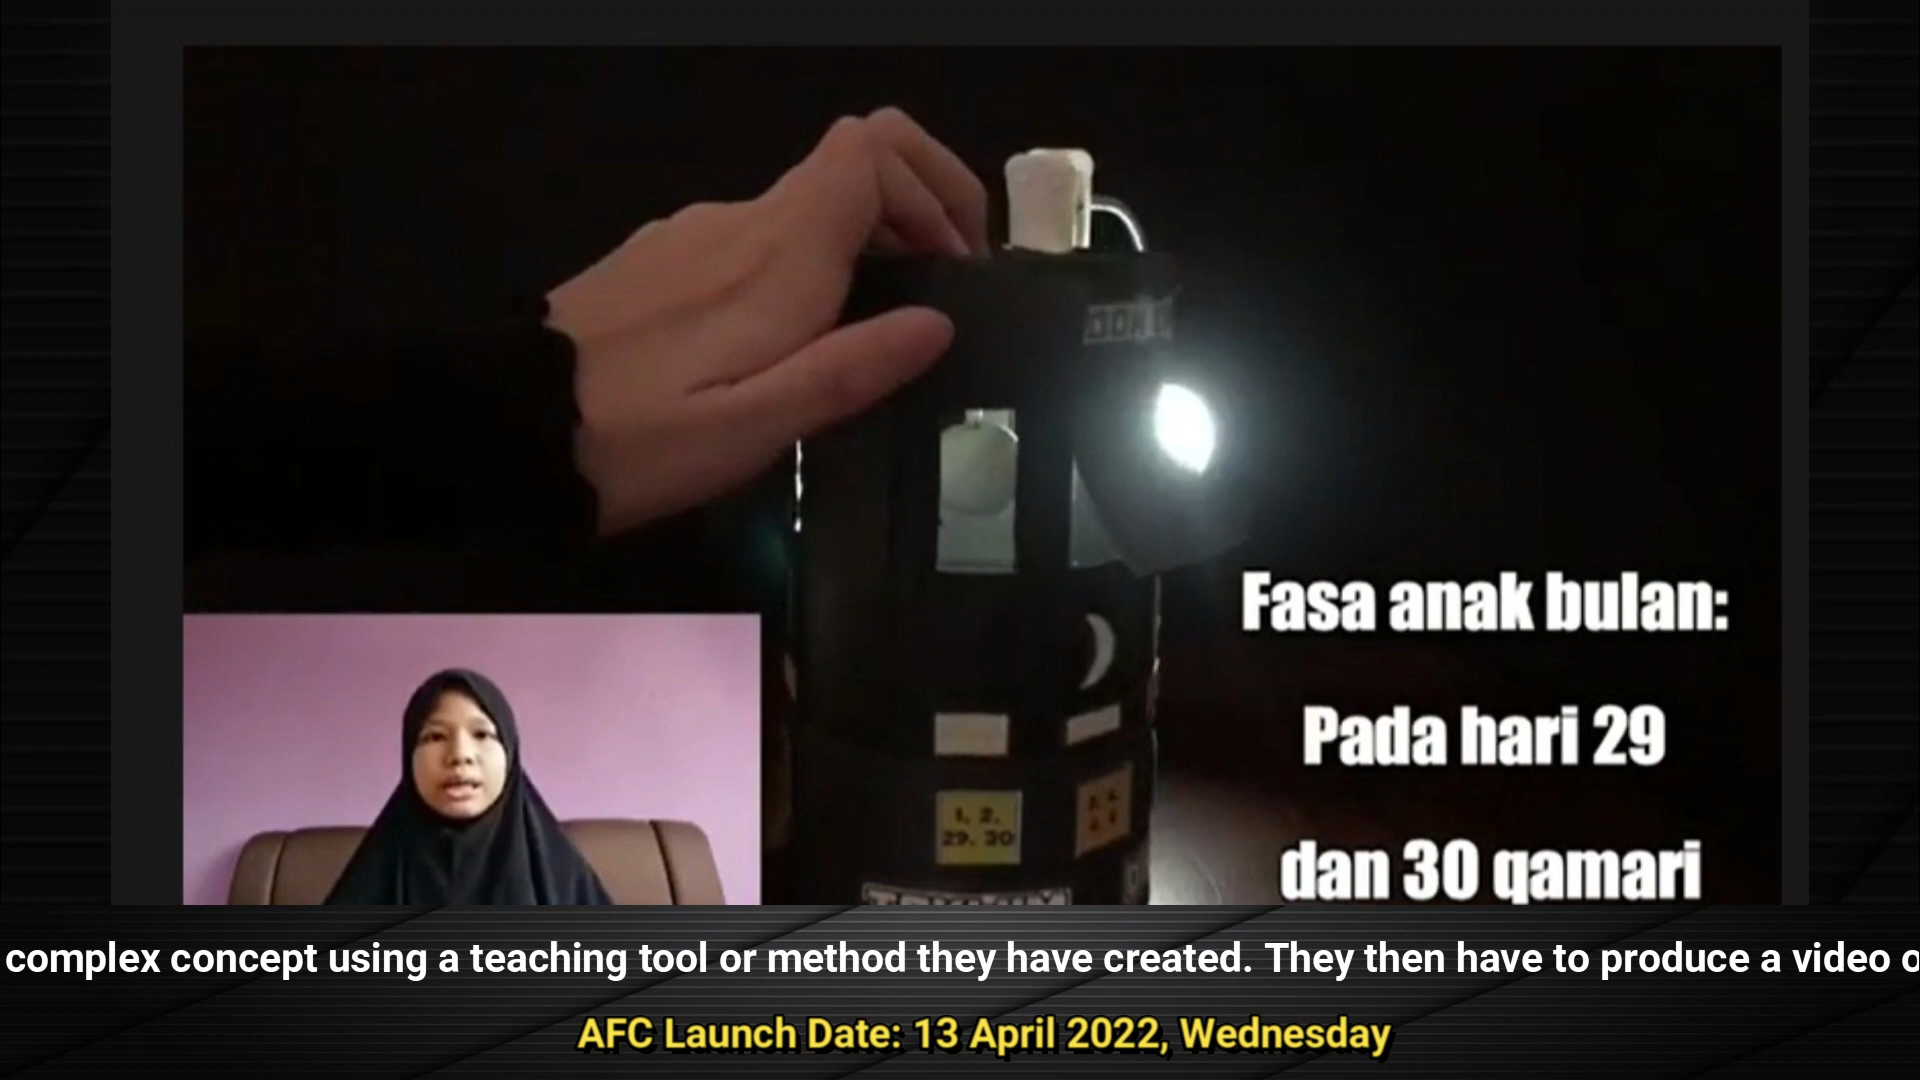 Fasa anak bulan:
Pada hari 29
dan 30 qamari
1, 2,
29, 30
complex concept using a teaching tool or method they have created. They then have to produce a video o
AFC Launch Date: 13 April 2022, Wednesday